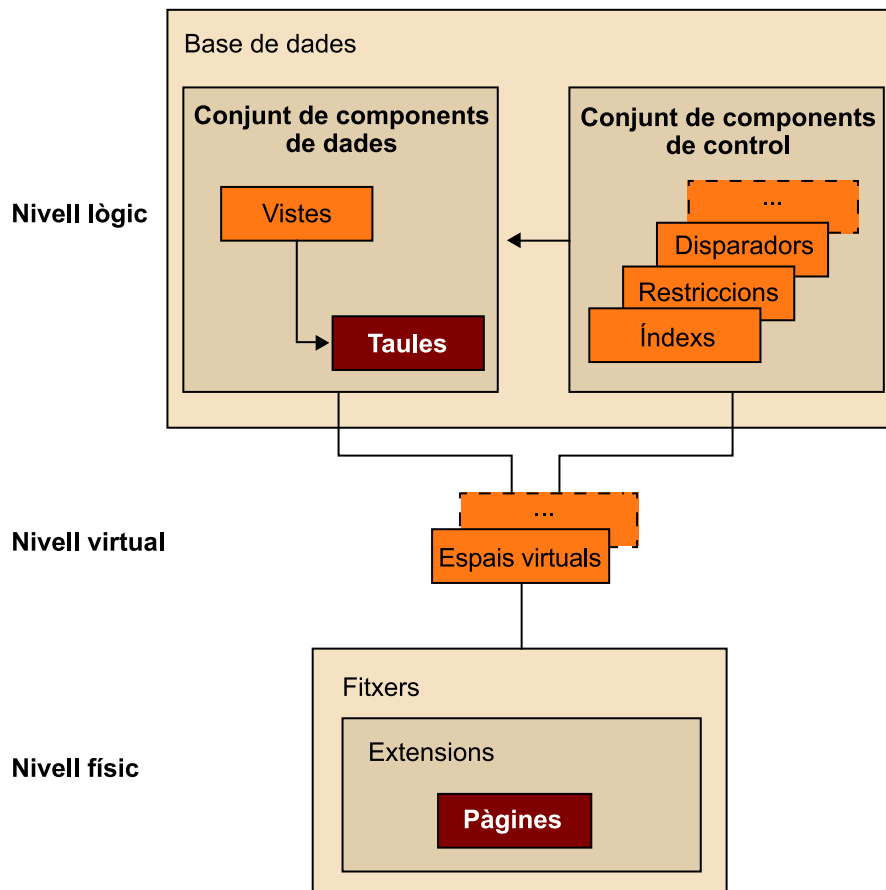 Base de dades
Conjunt de components
de dades
Conjunt de components
de control
Nivell lògic
Vistes
Taules
...
Disparadors
Restriccions
Índexs
Nivell virtual
...
Espais virtuals
Nivell físic
Fitxers
Extensions
Pàgines